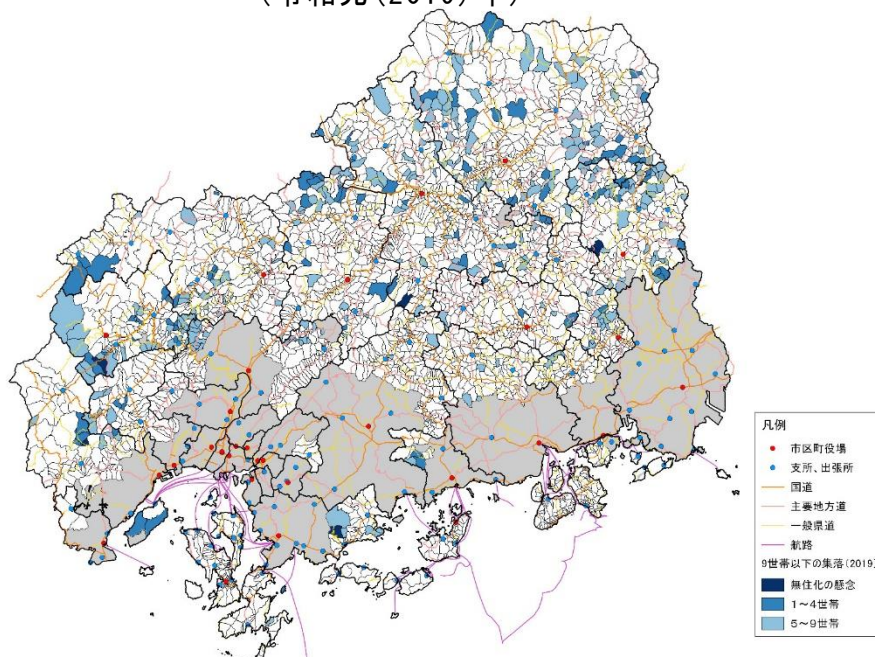 凡例
市区町役場
支所、出張所
国道
主要地方道
一般県道
航路
9世帯以下の集落(2019)
無住化の懸念
1～4世帯
5～9世帯